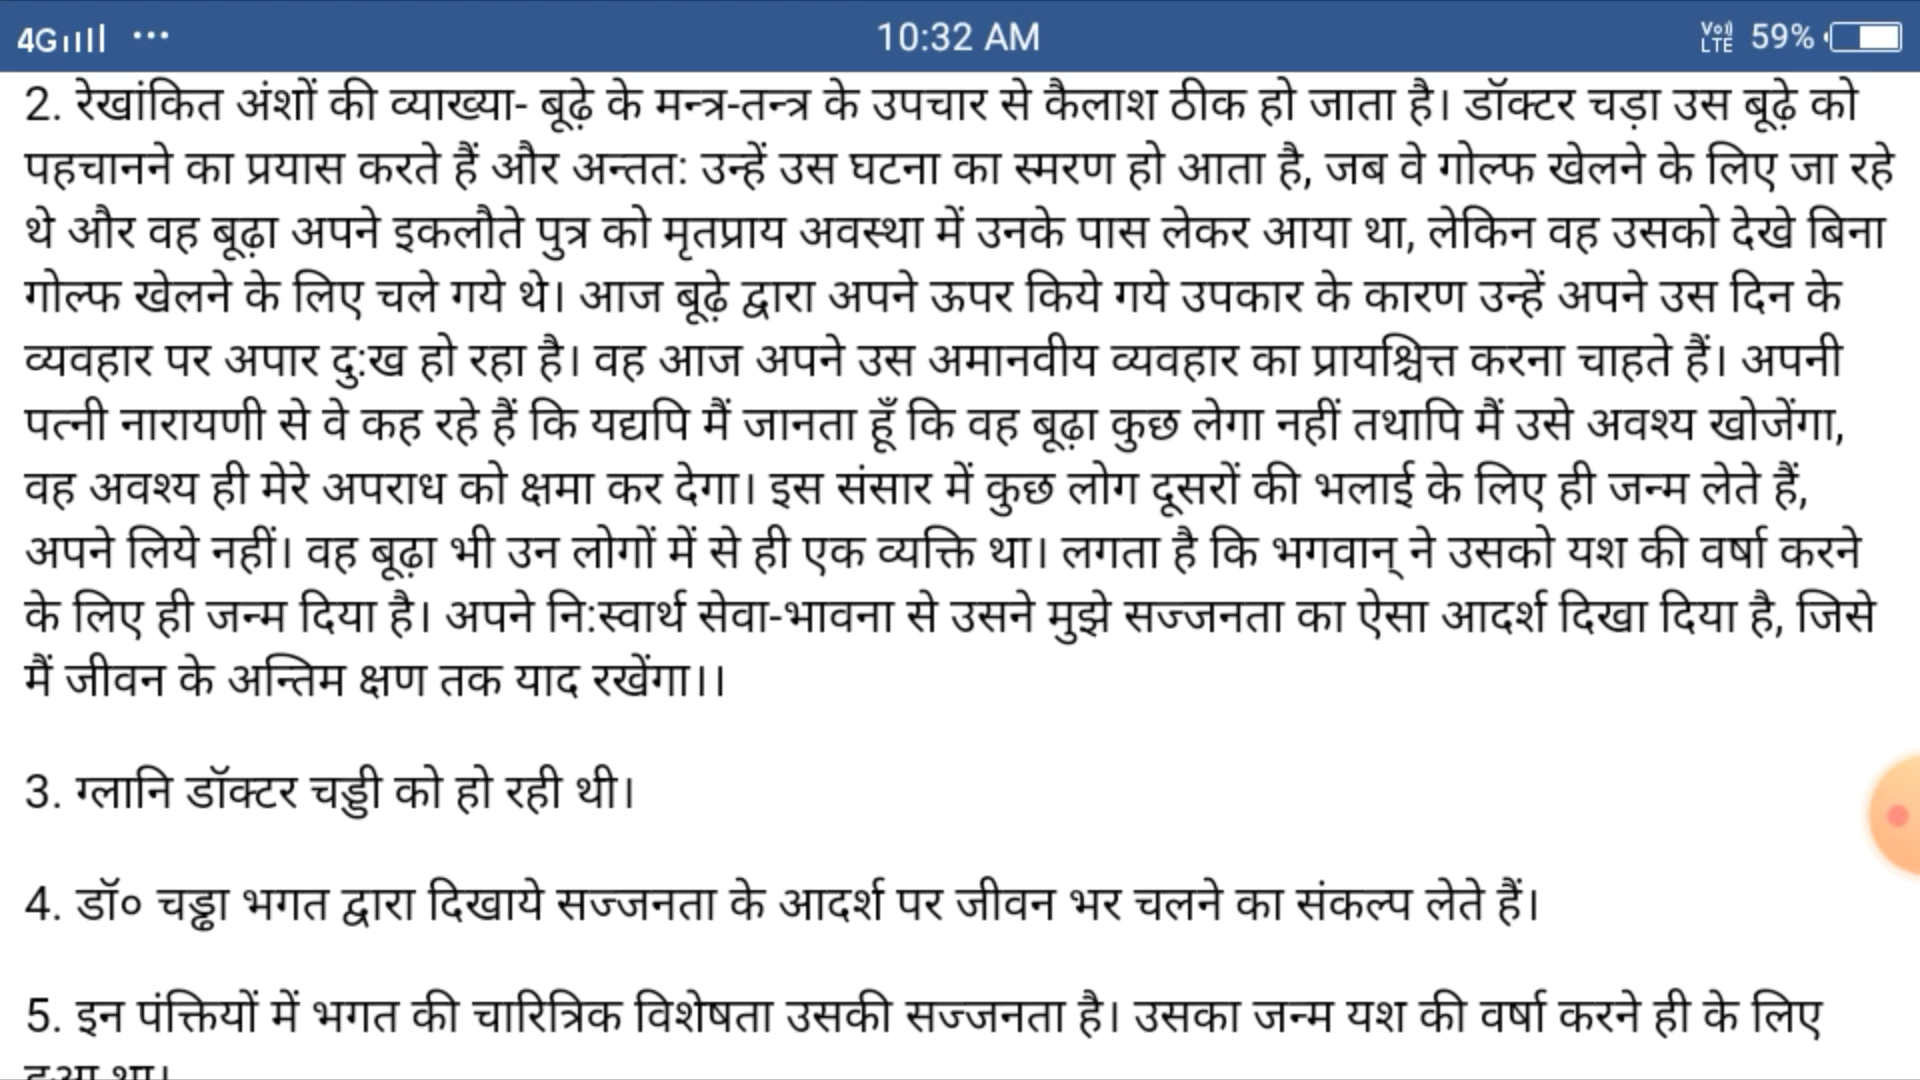 4G ... 10:32 AM VoLTE 59%
2. रेखांकित अंशों की व्याख्या- बूढ़े के मन्त्र-तन्त्र के उपचार से कैलाश ठीक हो जाता है। डॉक्टर चड़ा उस बूढ़े को
पहचानने का प्रयास करते हैं और अन्तत: उन्हें उस घटना का स्मरण हो आता है, जब वे गोल्फ खेलने के लिए जा रहे
थे और वह बूढ़ा अपने इकलौते पुत्र को मृतप्राय अवस्था में उनके पास लेकर आया था, लेकिन वह उसको देखे बिना
गोल्फ खेलने के लिए चले गये थे। आज बूढ़े द्वारा अपने ऊपर किये गये उपकार के कारण उन्हें अपने उस दिन के
व्यवहार पर अपार दु:ख हो रहा है। वह आज अपने उस अमानवीय व्यवहार का प्रायश्चित्त करना चाहते हैं। अपनी
पत्नी नारायणी से वे कह रहे हैं कि यद्यपि मैं जानता हूँ कि वह बूढ़ा कुछ लेगा नहीं तथापि मैं उसे अवश्य खोजेंगा,
वह अवश्य ही मेरे अपराध को क्षमा कर देगा। इस संसार में कुछ लोग दूसरों की भलाई के लिए ही जन्म लेते हैं,
अपने लिये नहीं। वह बूढ़ा भी उन लोगों में से ही एक व्यक्ति था। लगता है कि भगवान् ने उसको यश की वर्षा करने
के लिए ही जन्म दिया है। अपने नि:स्वार्थ सेवा-भावना से उसने मुझे सज्जनता का ऐसा आदर्श दिखा दिया है, जिसे
मैं जीवन के अन्तिम क्षण तक याद रखेंगा।।
3. ग्लानि डॉक्टर चड्डी को हो रही थी।
4. डॉ० चड्ढा भगत द्वारा दिखाये सज्जनता के आदर्श पर जीवन भर चलने का संकल्प लेते हैं।
5. इन पंक्तियों में भगत की चारित्रिक विशेषता उसकी सज्जनता है। उसका जन्म यश की वर्षा करने ही के लिए